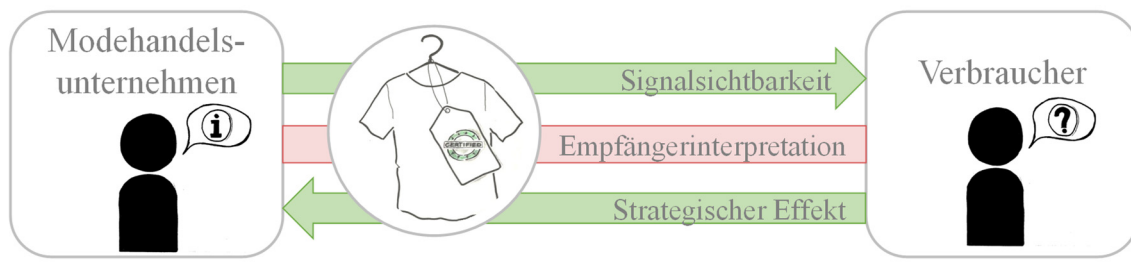 Modehandels-
unternehmen
i
CERTIFIED
Signalsichtbarkeit
Empfängerinterpretation
Strategischer Effekt
Verbraucher
?